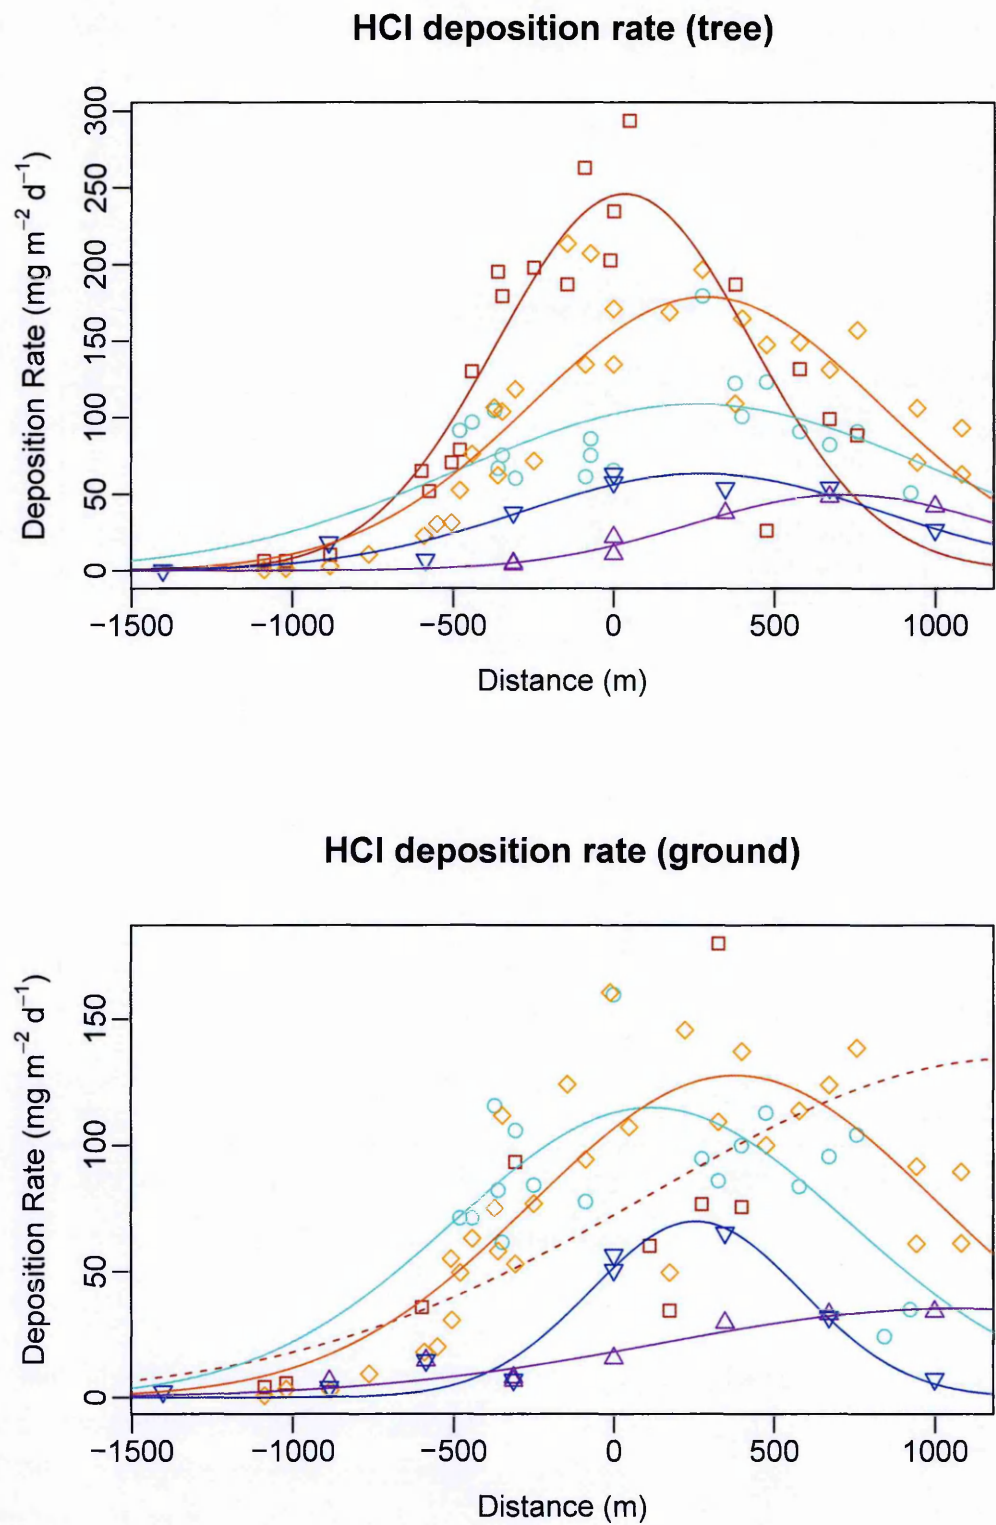 HCl deposition rate (tree)
Deposition Rate (mg m⁻² d⁻¹)
300
250
200
150
100
50
0
−1500 −1000 −500 0 500 1000
Distance (m)
HCl deposition rate (ground)
Deposition Rate (mg m⁻² d⁻¹)
150
100
50
0
−1500 −1000 −500 0 500 1000
Distance (m)